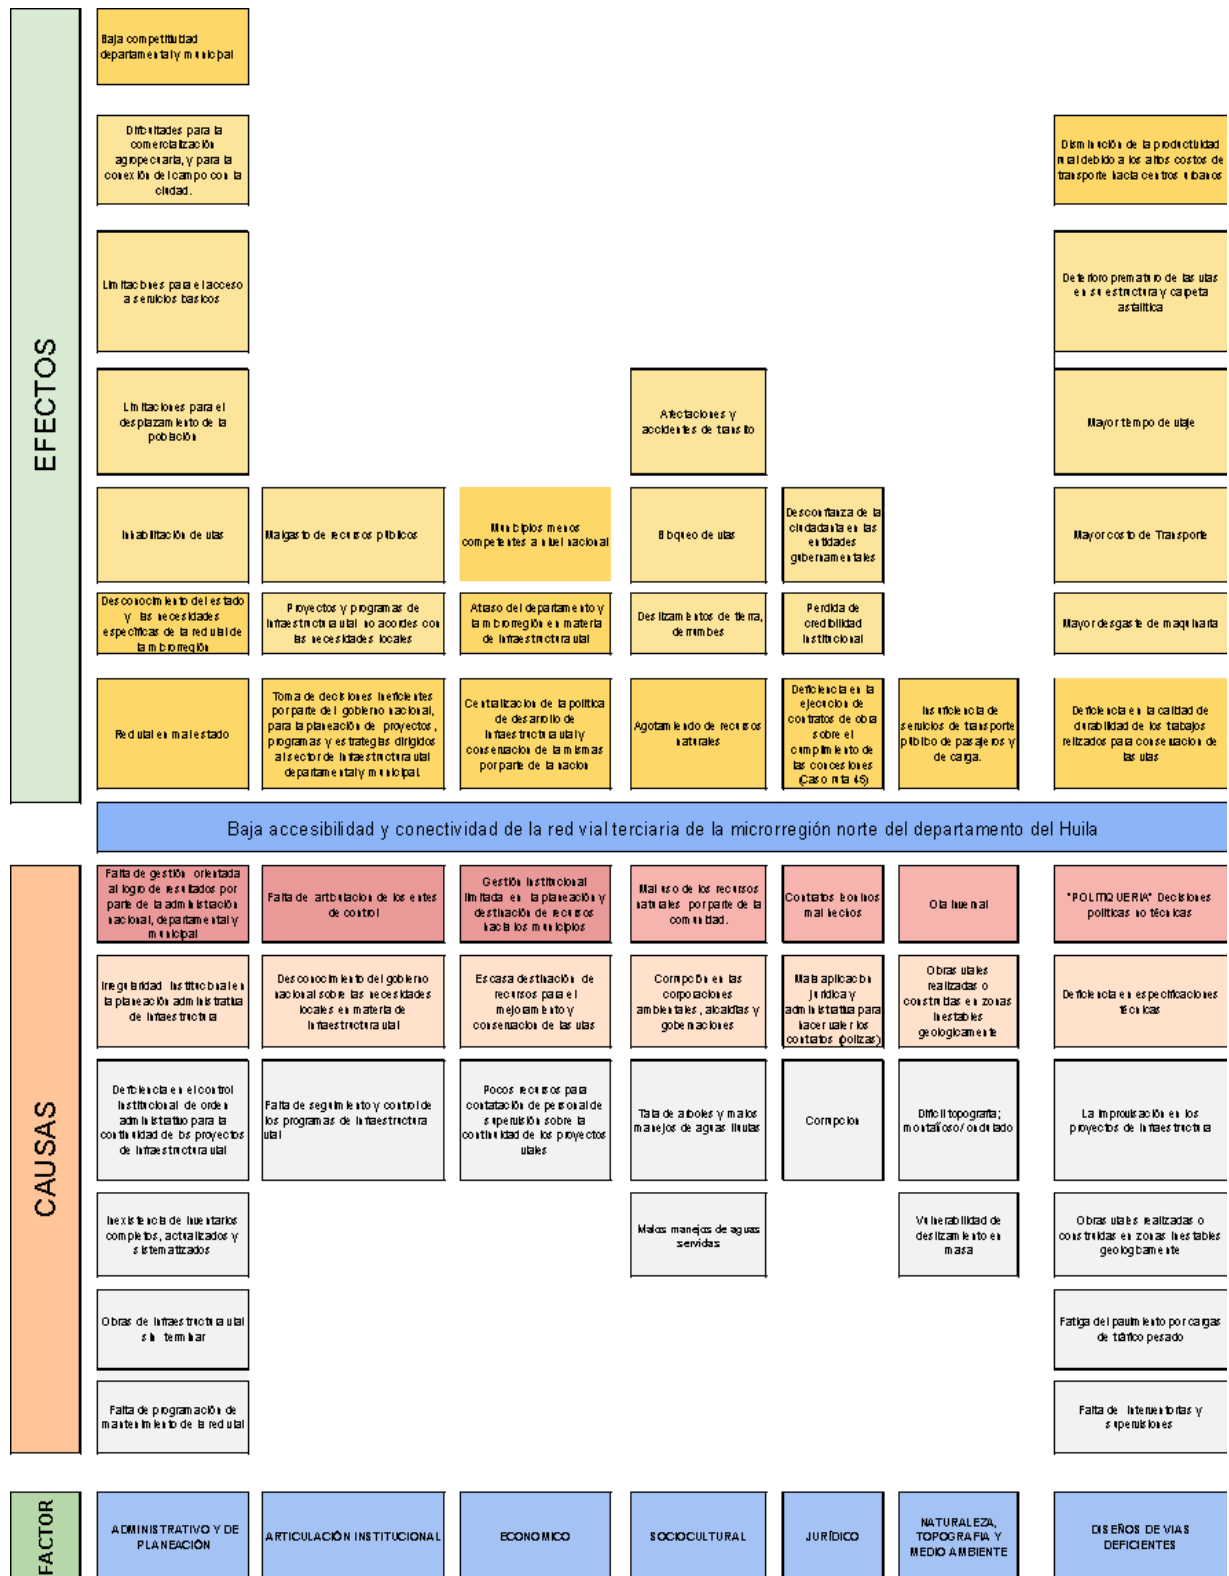 EFECTOS
Baja competitividad
departamental y municipal
Dificultades para la
comercialización
agropecuaria, y para la
conexión del campo con la
ciudad.
Disminución de la productividad
rural debido a los altos costos de
transporte hacia centros urbanos
Limitaciones para el acceso
a servicios basicos
Deterioro prematuro de las vias
en su estructura y carpeta
asfaltica
Limitaciones para el
desplazamiento de la
población
Afectaciones y
accidentes de transito
Mayor tiempo de viaje
Inhabilitación de vias
Malgasto de recursos públicos
Municipios menos
competentes a nivel nacional
Bloqueo de vias
Desconfianza de la
ciudadanía en las
entidades
gubernamentales
Mayor costo de Transporte
Desconocimiento del estado
y las necesidades
específicas de la red vial de
la microrregión
Proyectos y programas de
infraestructura vial no acordes con
las necesidades locales
Atraso del departamento y
la microrregión en materia
de infraestructura vial
Deslizamientos de tierra,
derrumbes
Perdida de
credibilidad
institucional
Mayor desgaste de maquinaria
Red vial en mal estado
Toma de decisiones ineficientes
por parte del gobierno nacional,
para la planeación de proyectos,
programas y estrategias dirigidos
al sector de infraestructura vial
departamental y municipal.
Centralización de la política
de desarrollo de
infraestructura vial y
conservacion de la mismas
por parte de la nacion
Agotamiendo de recursos
naturales
Deficiencia en la
ejecucion de
contratos de obra
sobre el
cumplimiento de
las concesiones
(Caso ruta 45)
Insuficiencia de
servicios de transporte
público de pasajeros y
de carga.
Deficiencia en la calidad de
durabilidad de los trabajos
relizados para conservacion de
las vias
Baja accesibilidad y conectividad de la red vial terciaria de la microrregión norte del departamento del Huila
CAUSAS
Falta de gestión orientada
al logro de resultados por
parte de la administración
nacional, departamental y
municipal
Falta de articulacion de los entes
de control
Gestión institucional
limitada en la planeación y
destinación de recursos
hacia los municipios
Mal uso de los recursos
naturales por parte de la
comunidad.
Contatos leoninos
mal hechos
Ola invernal
"POLITIQUERIA" Decisiones
politicas no técnicas
Irregularidad institucional en
la planeación administrativa
de infraestructura
Desconocimiento del gobierno
nacional sobre las necesidades
locales en materia de
infraestructura vial
Escasa destinación de
recursos para el
mejoramiento y
conservacion de las vias
Corrupción en las
corporaciones
ambientales, alcaldías y
gobernaciones
Mala aplicación
jurídica y
administrativa para
hacer valer los
contratos (polizas)
Obras viales
realizadas o
construidas en zonas
inestables
geologicamente
Deficiencia en especificaciones
técnicas
Deficiencia en el control
institucional de orden
administrativo para la
continuidad de los proyectos
de infraestructura vial
Falta de seguimiento y control de
los programas de infraestructura
vial
Pocos recursos para
contatación de personal de
supervisión sobre la
continuidad de los proyectos
viales
Tala de arboles y malos
manejos de aguas lluvias
Corrupcion
Difícil topografía;
montañoso/ ondulado
La improvisación en los
proyectos de infraestructura
Inexistencia de inventarios
completos, actualizados y
sistematizados
Malos manejos de aguas
servidas
Vulnerabilidad de
deslizamiento en
masa
Obras viales realizadas o
construidas en zonas inestables
geologicamente
Obras de infraestructura vial
sin terminar
Fatiga del pavimento por cargas
de tráfico pesado
Falta de programación de
mantenimiento de la red vial
Falta de interventorias y
supervisiones
FACTOR
ADMINISTRATIVO Y DE
PLANEACIÓN
ARTICULACIÓN INSTITUCIONAL
ECONOMICO
SOCIOCULTURAL
JURÍDICO
NATURALEZA,
TOPOGRAFIA Y
MEDIO AMBIENTE
DISEÑOS DE VIAS
DEFICIENTES